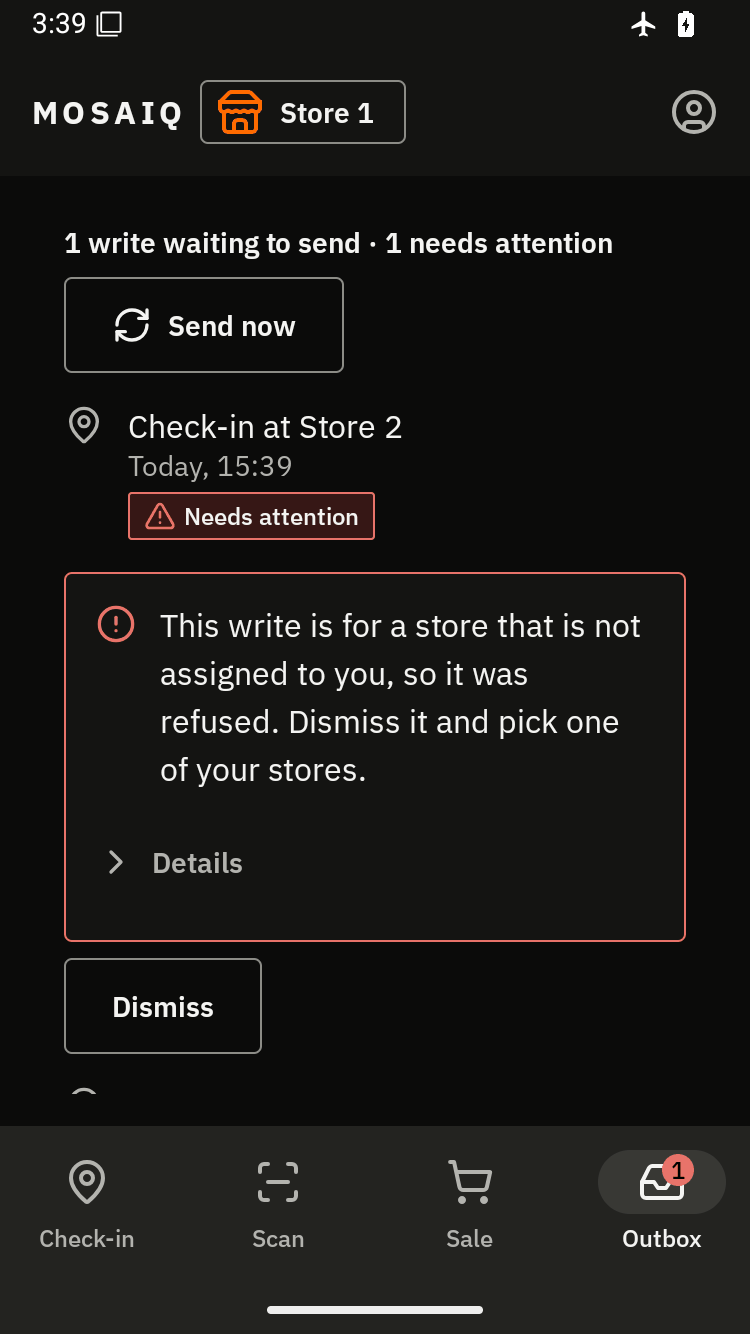 3:39
MOSAIQ
Store 1
1 write waiting to send · 1 needs attention
Send now
Check-in at Store 2
Today, 15:39
Needs attention
This write is for a store that is not
assigned to you, so it was
refused. Dismiss it and pick one
of your stores.
Details
Dismiss
1
Check-in
Scan
Sale
Outbox